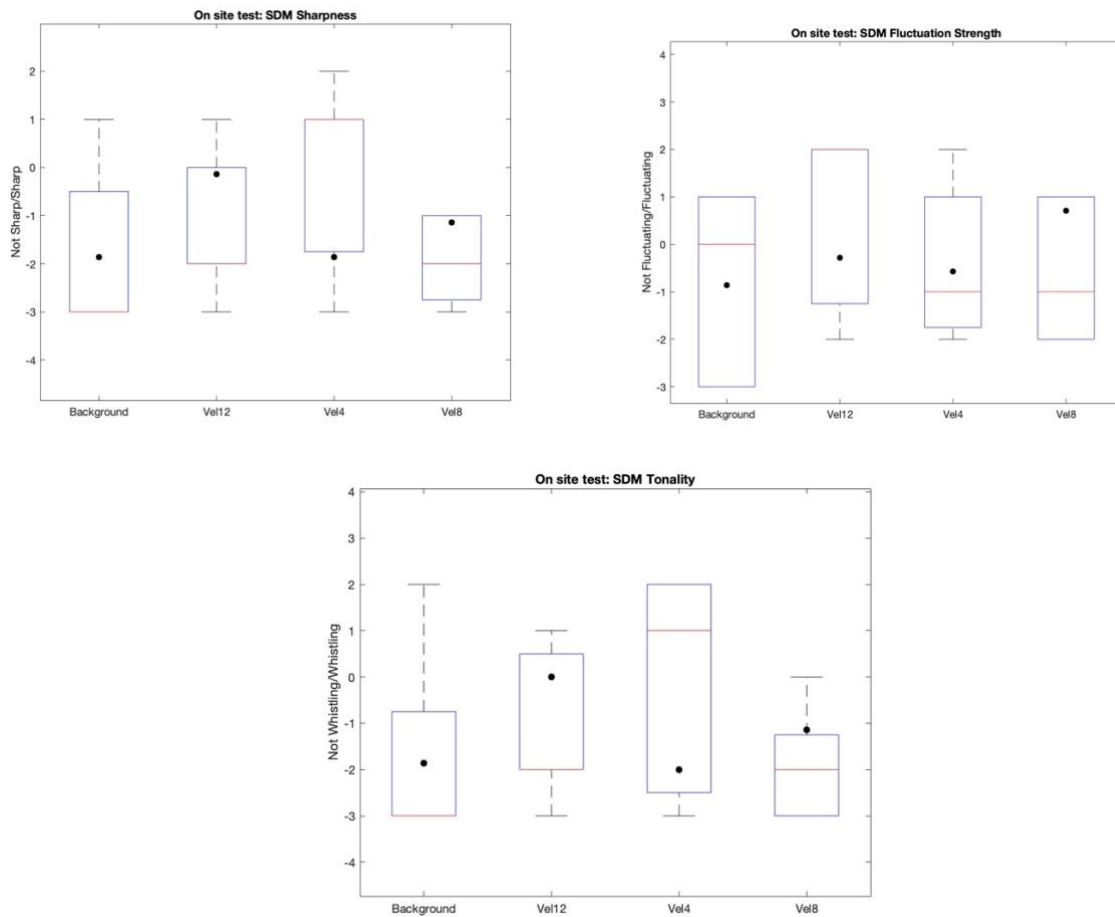 On site test: SDM Sharpness
Not Sharp/Sharp
2
1
0
-1
-2
-3
-4
Background Vel12 Vel4 Vel8
On site test: SDM Fluctuation Strength
Not Fluctuating/Fluctuating
4
3
2
1
0
-1
-2
-3
Background Vel12 Vel4 Vel8
On site test: SDM Tonality
Not Whistling/Whistling
4
3
2
1
0
-1
-2
-3
-4
Background Vel12 Vel4 Vel8